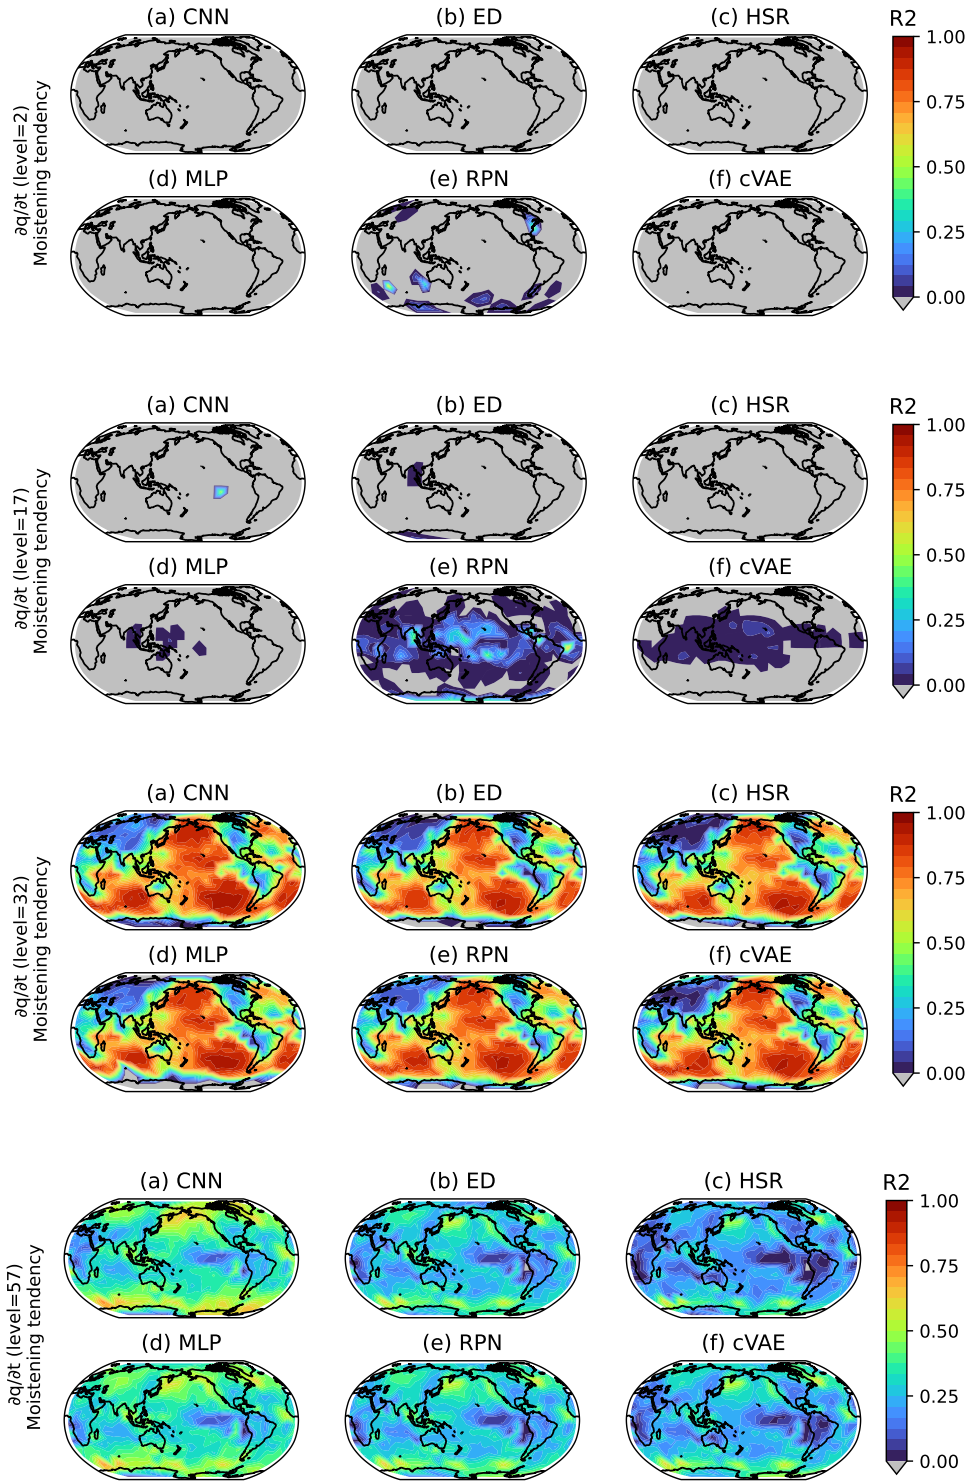 (a) CNN
(b) ED
(c) HSR
R2
∂q/∂t (level=2)
Moistening tendency
(d) MLP
(e) RPN
(f) cVAE
1.00
0.75
0.50
0.25
0.00
(a) CNN
(b) ED
(c) HSR
R2
∂q/∂t (level=17)
Moistening tendency
(d) MLP
(e) RPN
(f) cVAE
1.00
0.75
0.50
0.25
0.00
(a) CNN
(b) ED
(c) HSR
R2
∂q/∂t (level=32)
Moistening tendency
(d) MLP
(e) RPN
(f) cVAE
1.00
0.75
0.50
0.25
0.00
(a) CNN
(b) ED
(c) HSR
R2
∂q/∂t (level=57)
Moistening tendency
(d) MLP
(e) RPN
(f) cVAE
1.00
0.75
0.50
0.25
0.00